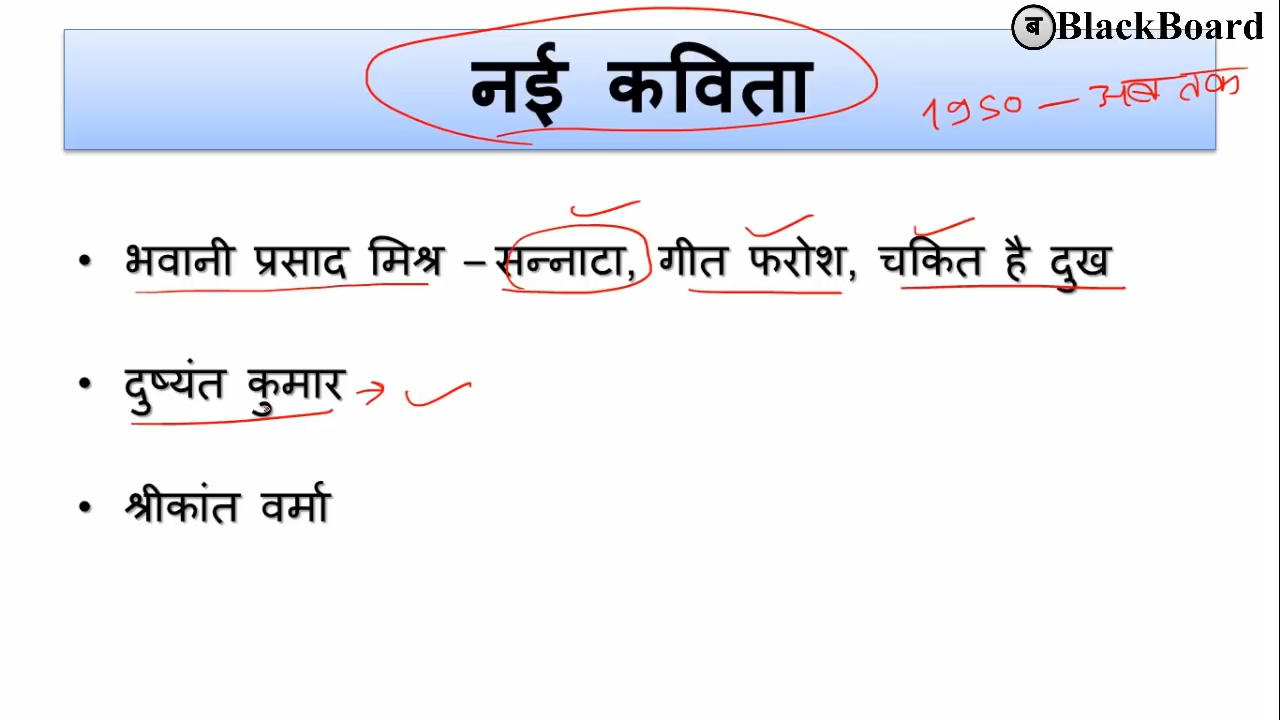 ब BlackBoard
नई कविता
1950 – अब तक
• भवानी प्रसाद मिश्र – सन्नाटा, गीत फरोश, चकित है दुख
• दुष्यंत कुमार →
• श्रीकांत वर्मा